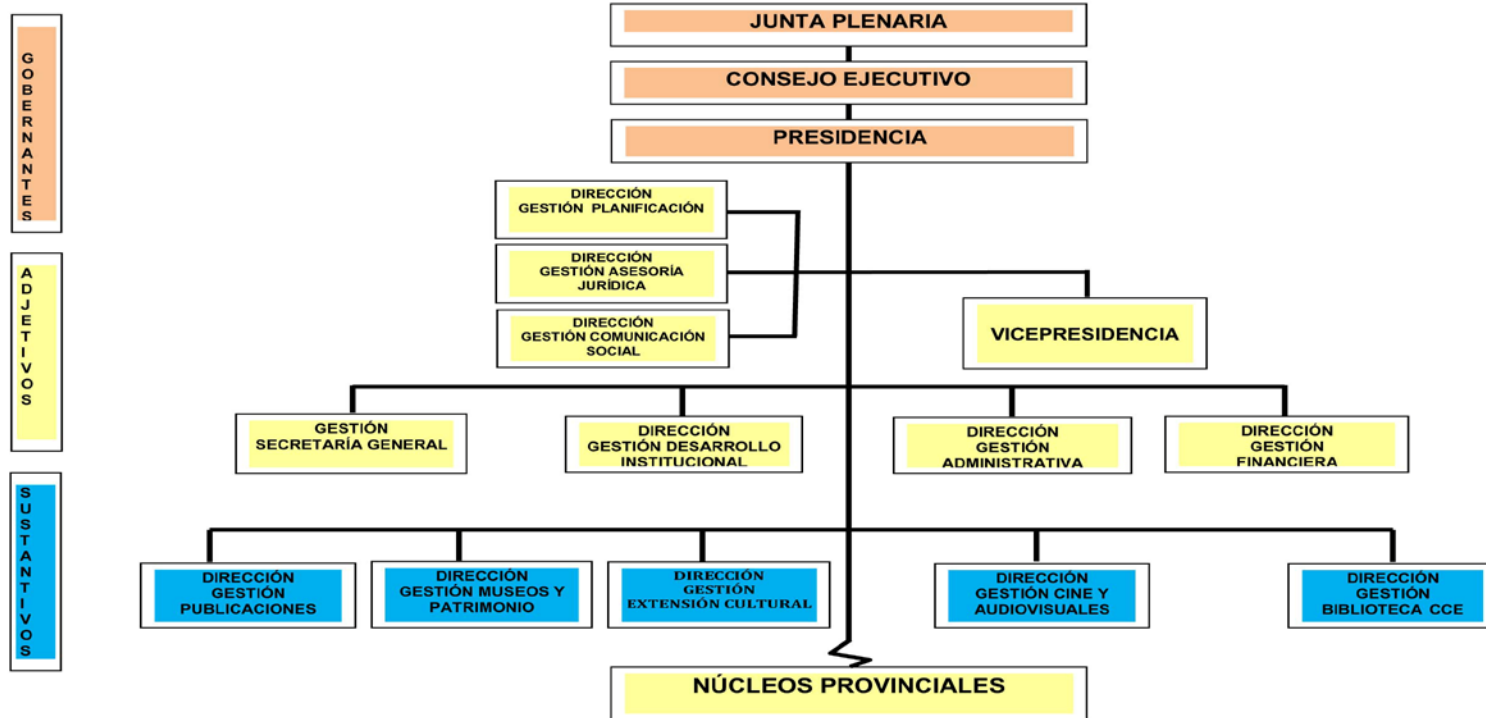 JUNTA PLENARIA
CONSEJO EJECUTIVO
PRESIDENCIA
GOBERNANTES
DIRECCIÓN
GESTIÓN PLANIFICACIÓN
DIRECCIÓN
GESTIÓN ASESORÍA
JURÍDICA
DIRECCIÓN
GESTIÓN COMUNICACIÓN
SOCIAL
VICEPRESIDENCIA
ADJETIVOS
GESTIÓN
SECRETARÍA GENERAL
DIRECCIÓN
GESTIÓN DESARROLLO
INSTITUCIONAL
DIRECCIÓN
GESTIÓN
ADMINISTRATIVA
DIRECCIÓN
GESTIÓN
FINANCIERA
SUSTANTIVOS
DIRECCIÓN
GESTIÓN
PUBLICACIONES
DIRECCIÓN
GESTIÓN MUSEOS Y
PATRIMONIO
DIRECCIÓN
GESTIÓN
EXTENSIÓN CULTURAL
DIRECCIÓN
GESTIÓN CINE Y
AUDIOVISUALES
DIRECCIÓN
GESTIÓN
BIBLIOTECA CCE
NÚCLEOS PROVINCIALES